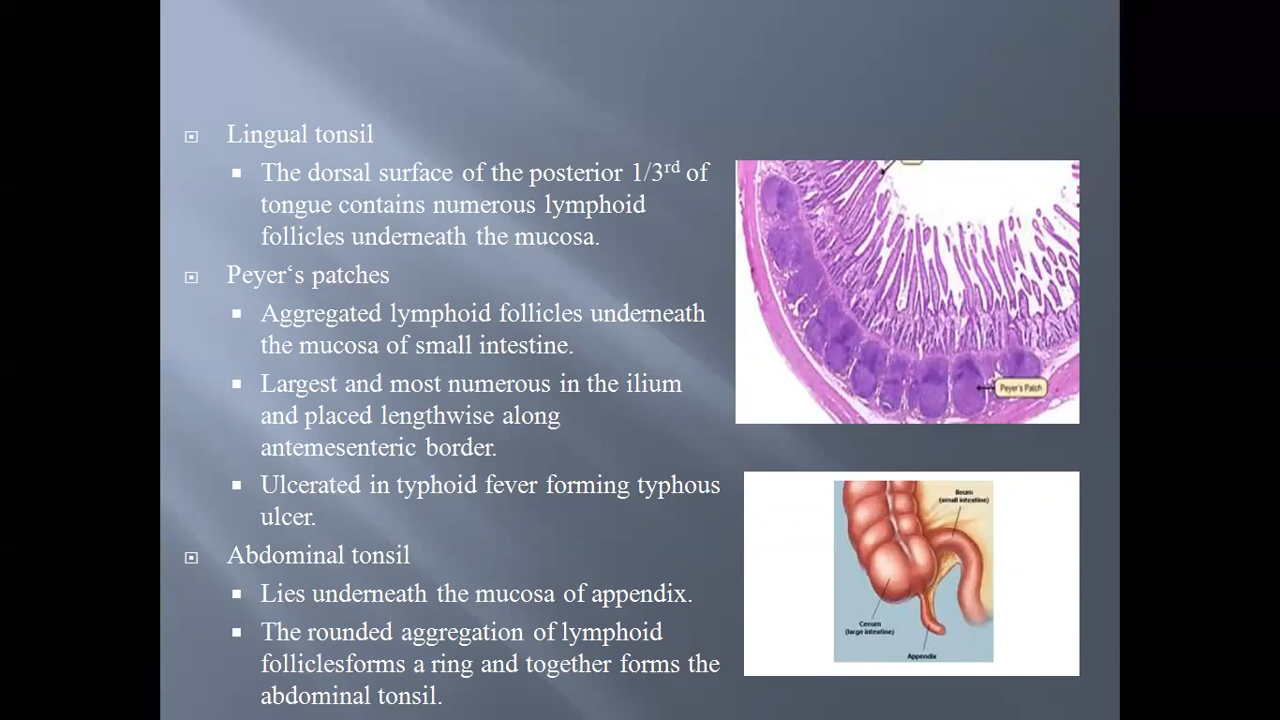 Lingual tonsil
The dorsal surface of the posterior 1/3rd of
tongue contains numerous lymphoid
follicles underneath the mucosa.
Peyer‘s patches
Aggregated lymphoid follicles underneath
the mucosa of small intestine.
Largest and most numerous in the ilium
and placed lengthwise along
antemesenteric border.
Ulcerated in typhoid fever forming typhous
ulcer.
Abdominal tonsil
Lies underneath the mucosa of appendix.
The rounded aggregation of lymphoid
folliclesforms a ring and together forms the
abdominal tonsil.
Peyer's Patch
Ileum
(small intestine)
Cecum
(large intestine)
Appendix